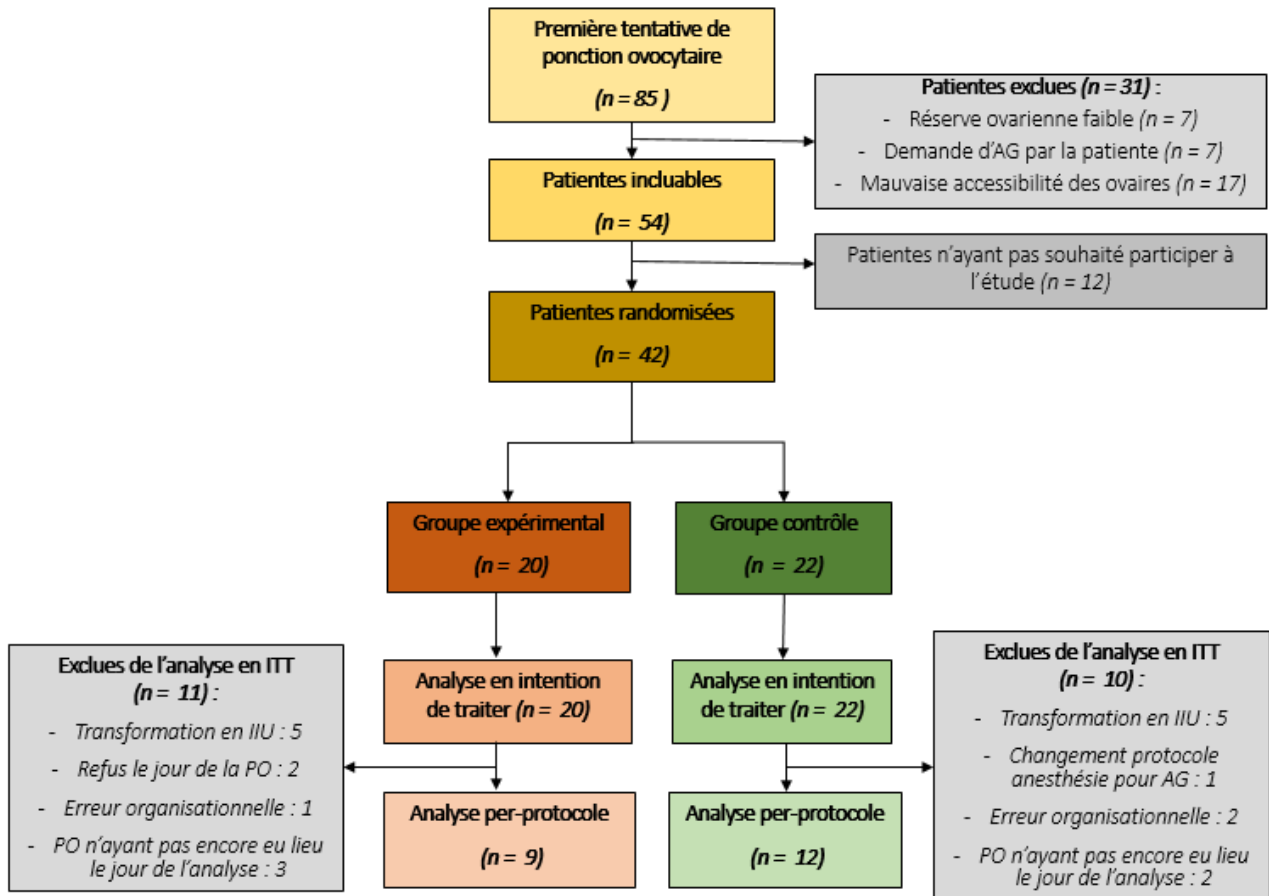 Première tentative de
ponction ovocytaire
(n = 85 )
Patientes exclues (n = 31) :
- Réserve ovarienne faible (n = 7)
- Demande d'AG par la patiente (n = 7)
- Mauvaise accessibilité des ovaires (n = 17)
Patientes incluables
(n = 54)
Patientes n'ayant pas souhaité participer à
l'étude (n = 12)
Patientes randomisées
(n = 42)
Groupe expérimental
(n = 20)
Groupe contrôle
(n = 22)
Exclues de l'analyse en ITT
(n = 11) :
- Transformation en IIU : 5
- Refus le jour de la PO : 2
- Erreur organisationnelle : 1
- PO n'ayant pas encore eu lieu
le jour de l'analyse : 3
Analyse en intention
de traiter (n = 20)
Analyse en intention
de traiter (n = 22)
Exclues de l'analyse en ITT
(n = 10) :
- Transformation en IIU : 5
- Changement protocole
anesthésie pour AG : 1
- Erreur organisationnelle : 2
- PO n'ayant pas encore eu lieu
le jour de l'analyse : 2
Analyse per-protocole
(n = 9)
Analyse per-protocole
(n = 12)